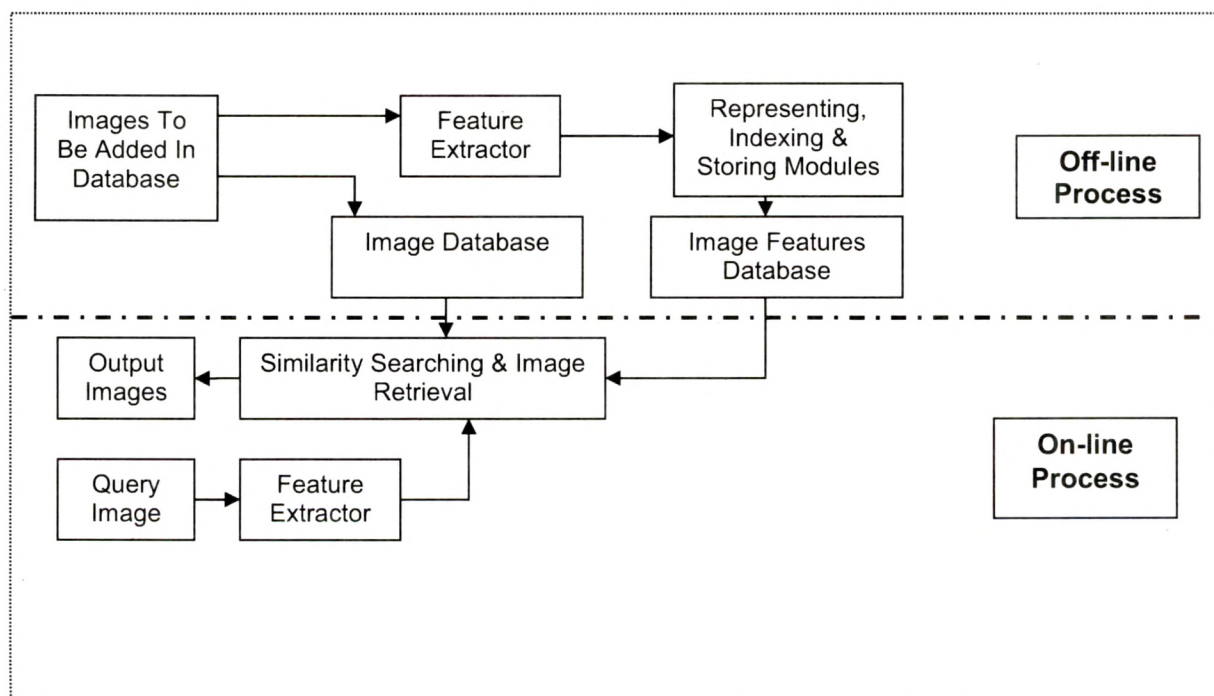 Images To
Be Added In
Database
Feature
Extractor
Representing,
Indexing &
Storing Modules
Off-line
Process
Image Database
Image Features
Database
Output
Images
Similarity Searching & Image
Retrieval
On-line
Process
Query
Image
Feature
Extractor